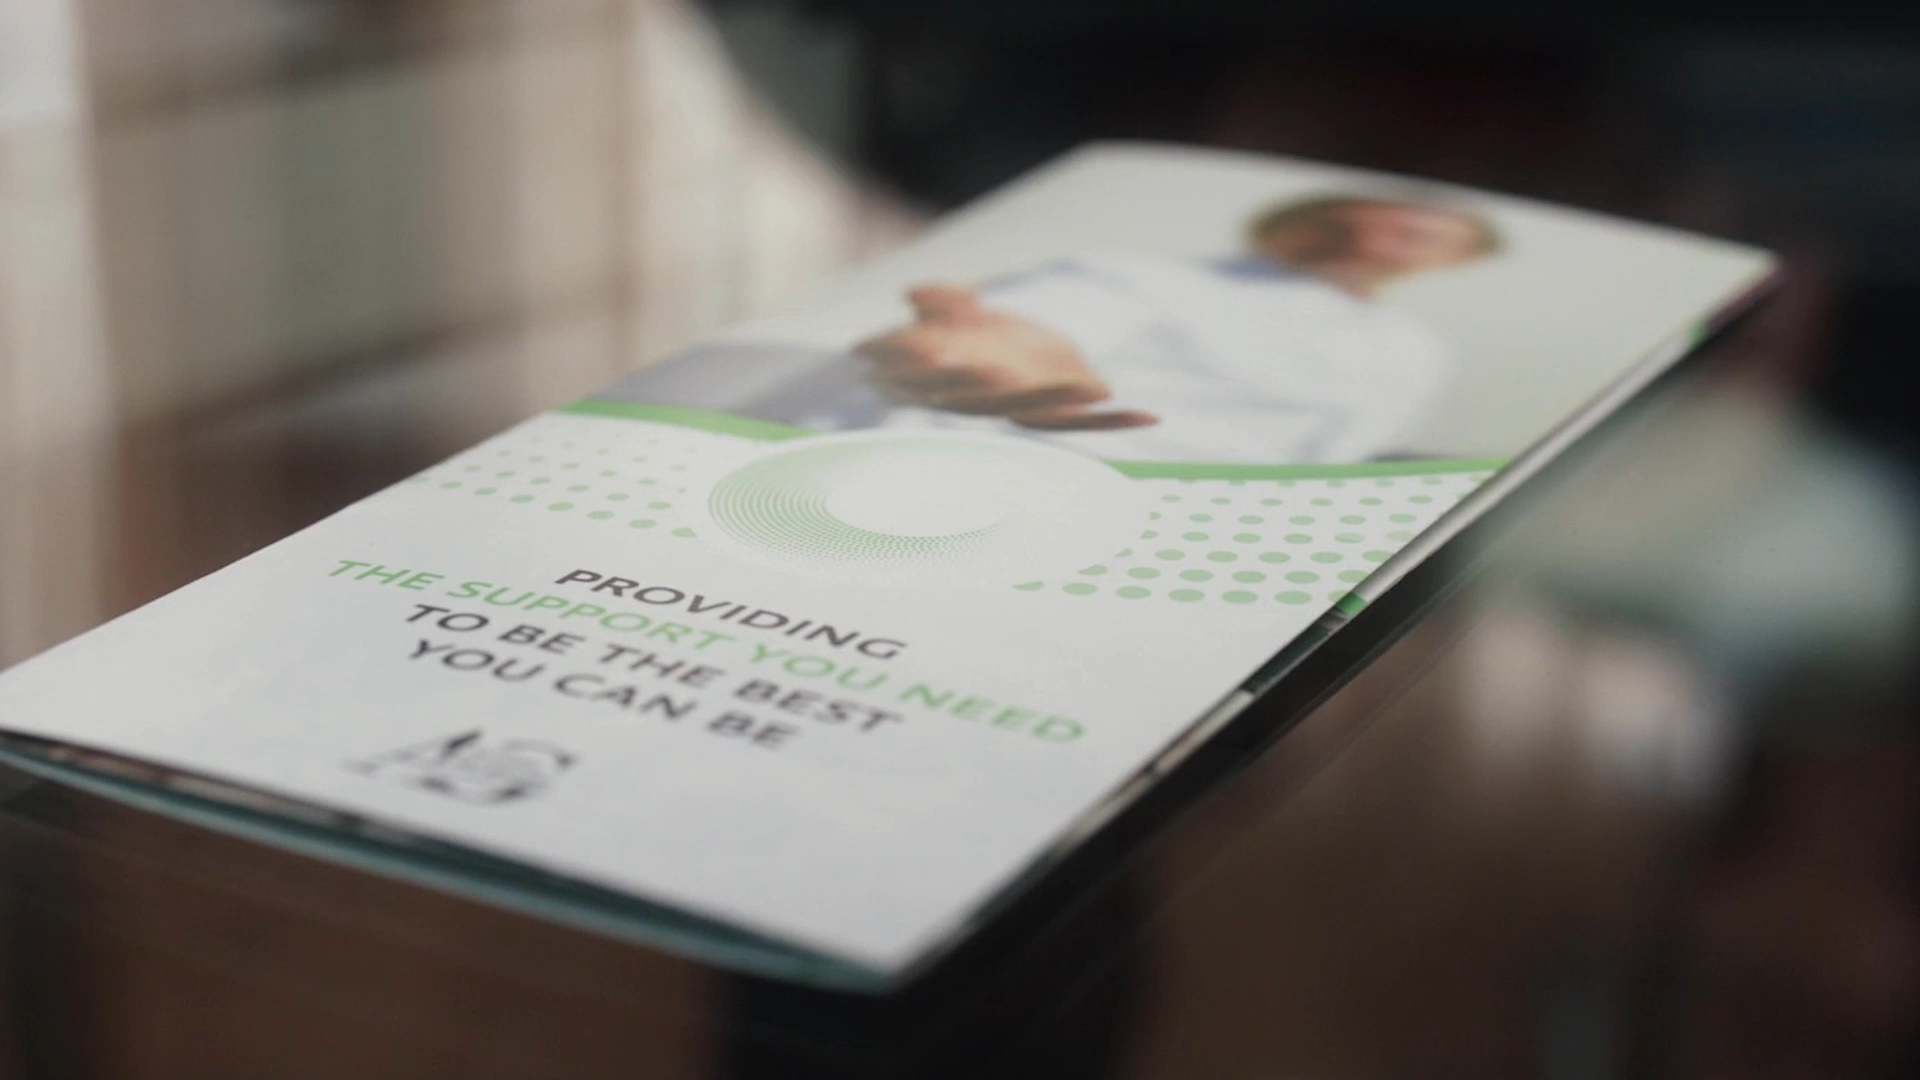 PROVIDING
THE SUPPORT YOU NEED
TO BE THE BEST
YOU CAN BE